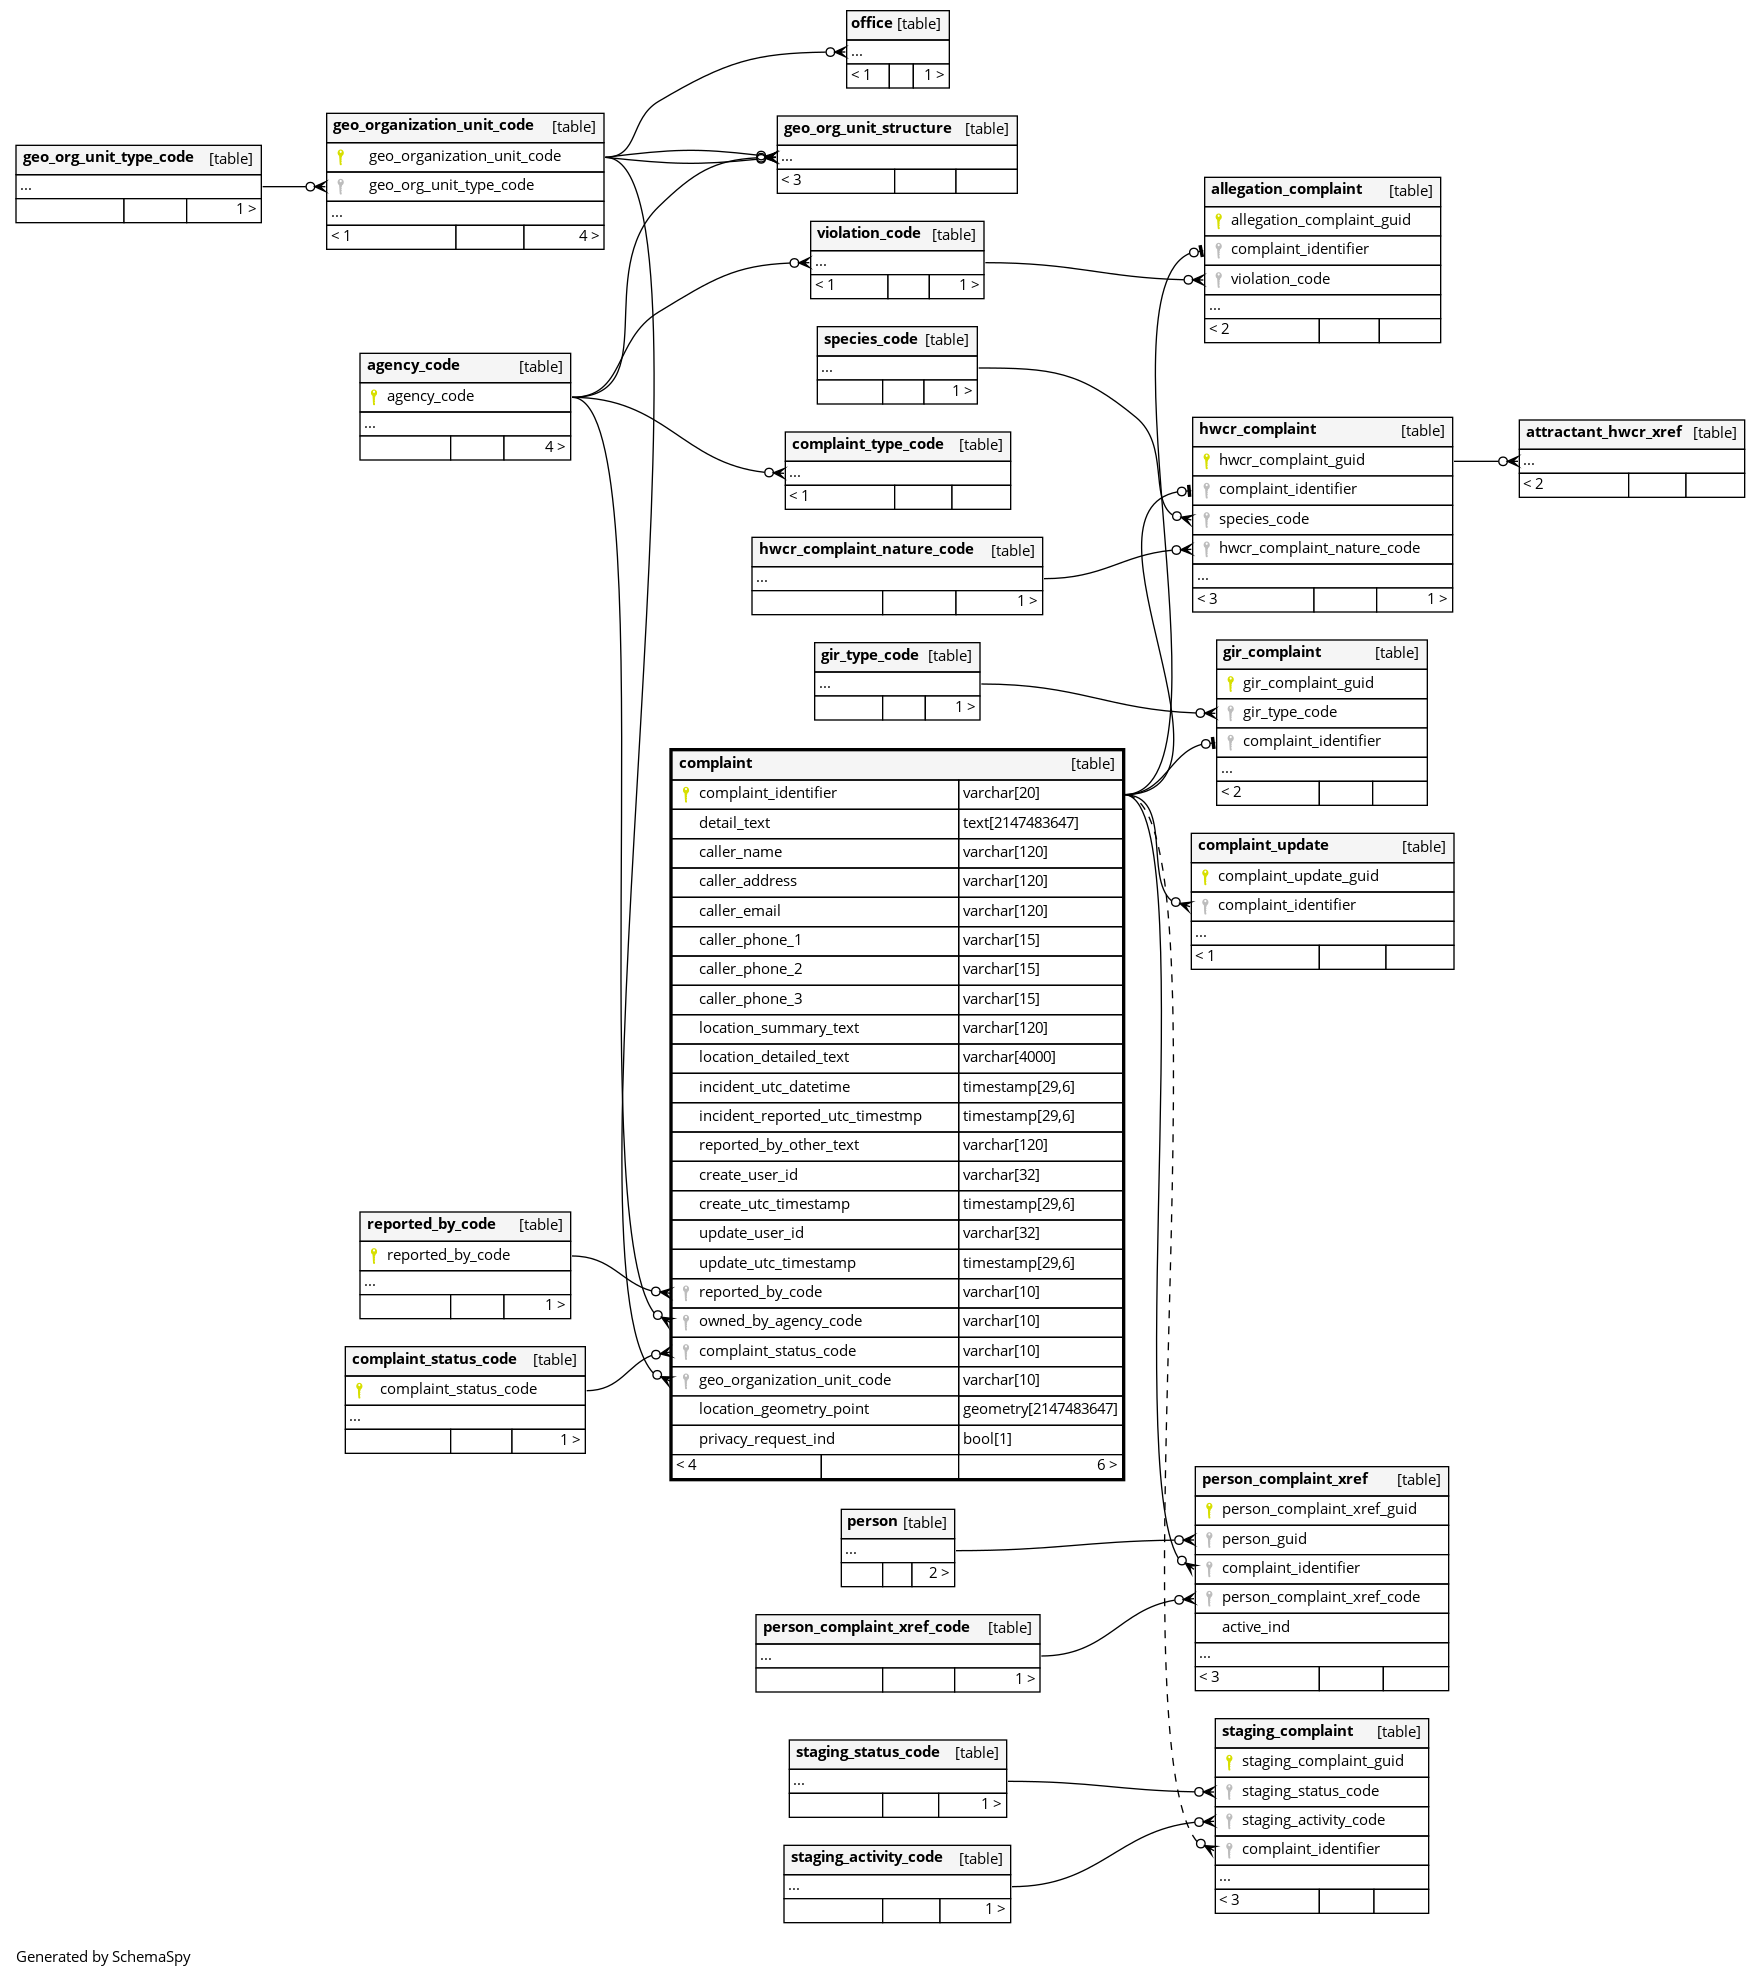 office [table]
...
< 1 1 >
geo_organization_unit_code [table]
geo_organization_unit_code
geo_org_unit_type_code
...
< 1 4 >
geo_org_unit_structure [table]
...
< 3
geo_org_unit_type_code [table]
...
1 >
allegation_complaint [table]
allegation_complaint_guid
complaint_identifier
violation_code
...
< 2
violation_code [table]
...
< 1 1 >
species_code [table]
...
1 >
agency_code [table]
agency_code
...
4 >
complaint_type_code [table]
...
< 1
hwcr_complaint [table]
hwcr_complaint_guid
complaint_identifier
species_code
hwcr_complaint_nature_code
...
< 3 1 >
attractant_hwcr_xref [table]
...
< 2
hwcr_complaint_nature_code [table]
...
1 >
gir_type_code [table]
...
1 >
gir_complaint [table]
gir_complaint_guid
gir_type_code
complaint_identifier
...
< 2
complaint [table]
complaint_identifier varchar[20]
detail_text text[2147483647]
caller_name varchar[120]
caller_address varchar[120]
caller_email varchar[120]
caller_phone_1 varchar[15]
caller_phone_2 varchar[15]
caller_phone_3 varchar[15]
location_summary_text varchar[120]
location_detailed_text varchar[4000]
incident_utc_datetime timestamp[29,6]
incident_reported_utc_timestmp timestamp[29,6]
reported_by_other_text varchar[120]
create_user_id varchar[32]
create_utc_timestamp timestamp[29,6]
update_user_id varchar[32]
update_utc_timestamp timestamp[29,6]
reported_by_code varchar[10]
owned_by_agency_code varchar[10]
complaint_status_code varchar[10]
geo_organization_unit_code varchar[10]
location_geometry_point geometry[2147483647]
privacy_request_ind bool[1]
< 4 6 >
complaint_update [table]
complaint_update_guid
complaint_identifier
...
< 1
reported_by_code [table]
reported_by_code
...
1 >
complaint_status_code [table]
complaint_status_code
...
1 >
person_complaint_xref [table]
person_complaint_xref_guid
person_guid
complaint_identifier
person_complaint_xref_code
active_ind
...
< 3
person [table]
...
2 >
person_complaint_xref_code [table]
...
1 >
staging_complaint [table]
staging_complaint_guid
staging_status_code
staging_activity_code
complaint_identifier
...
< 3
staging_status_code [table]
...
1 >
staging_activity_code [table]
...
1 >
Generated by SchemaSpy